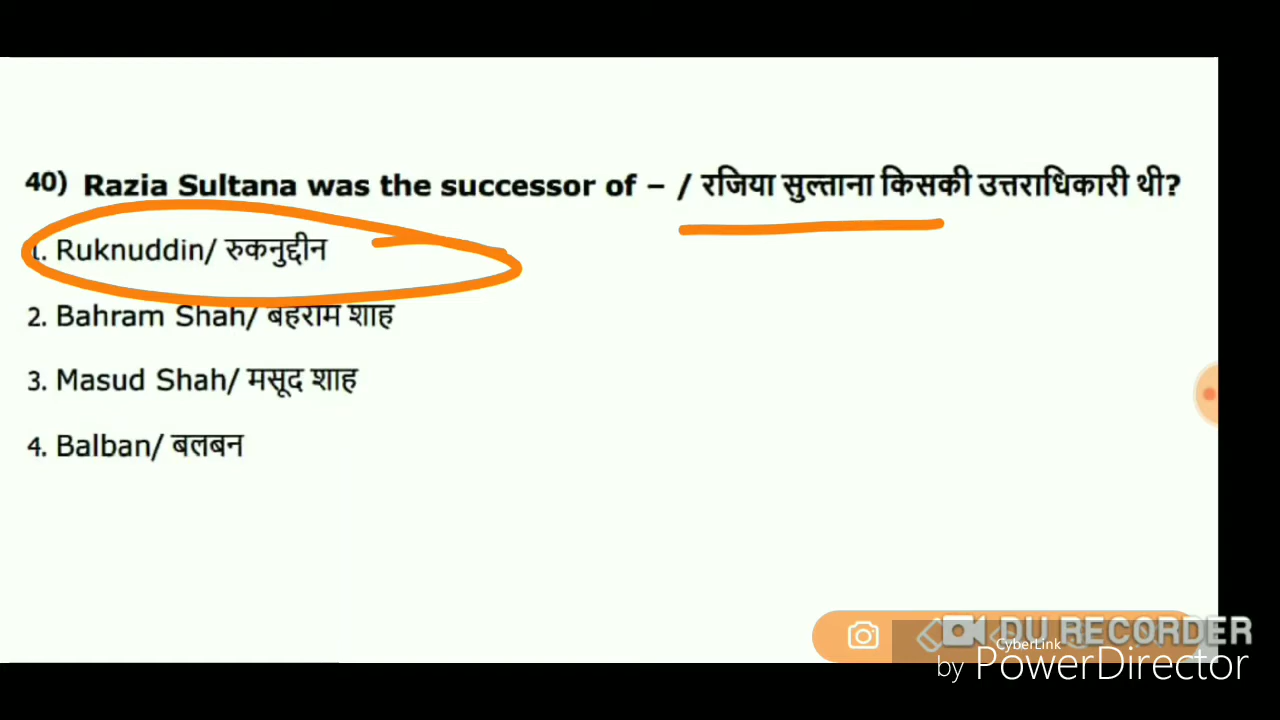 40) Razia Sultana was the successor of – / रजिया सुल्ताना किसकी उत्तराधिकारी थी?
1. Ruknuddin/ रुकनुद्दीन
2. Bahram Shah/ बहराम शाह
3. Masud Shah/ मसूद शाह
4. Balban/ बलबन
DU RECORDER
CyberLink
by PowerDirector